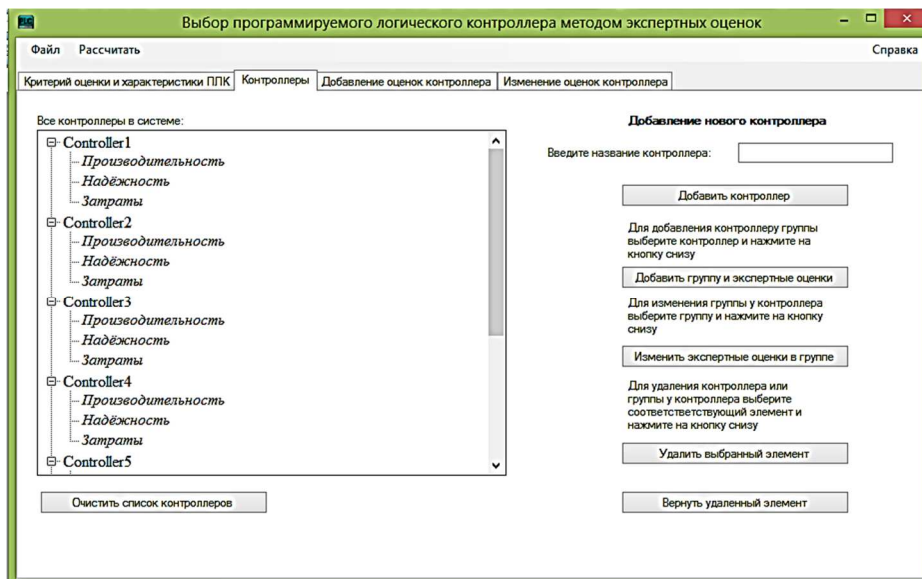 Выбор программируемого логического контроллера методом экспертных оценок
Файл Рассчитать Справка
Критерий оценки и характеристики ПЛК Контроллеры Добавление оценок контроллера Изменение оценок контроллера
Все контроллеры в системе:
Controller1
Производительность
Надёжность
Затраты
Controller2
Производительность
Надёжность
Затраты
Controller3
Производительность
Надёжность
Затраты
Controller4
Производительность
Надёжность
Затраты
Controller5
Очистить список контроллеров
Добавление нового контроллера
Введите название контроллера:
Добавить контроллер
Для добавления контроллеру группы
выберите контроллер и нажмите на
кнопку снизу
Добавить группу и экспертные оценки
Для изменения группы у контроллера
выберите группу и нажмите на кнопку
снизу
Изменить экспертные оценки в группе
Для удаления контроллера или
группы у контроллера выберите
соответстветствующий элемент и
нажмите на кнопку снизу
Удалить выбранный элемент
Вернуть удаленный элемент